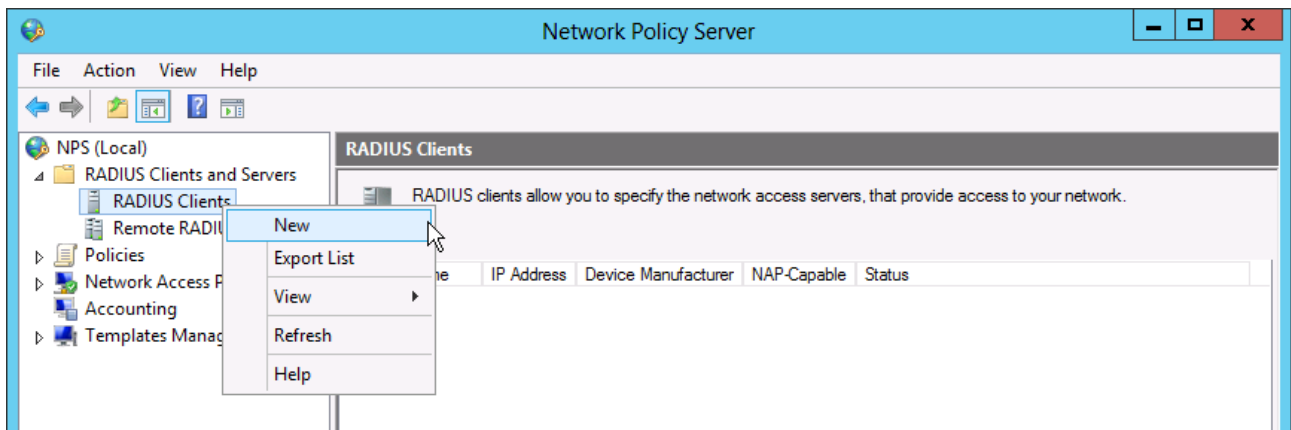 Network Policy Server
File Action View Help
NPS (Local)
RADIUS Clients and Servers
RADIUS Clients
Remote RADIU
Policies
Network Access P
Accounting
Templates Manag
New
Export List
View
Refresh
Help
RADIUS Clients
RADIUS clients allow you to specify the network access servers, that provide access to your network.
IP Address Device Manufacturer NAP-Capable Status